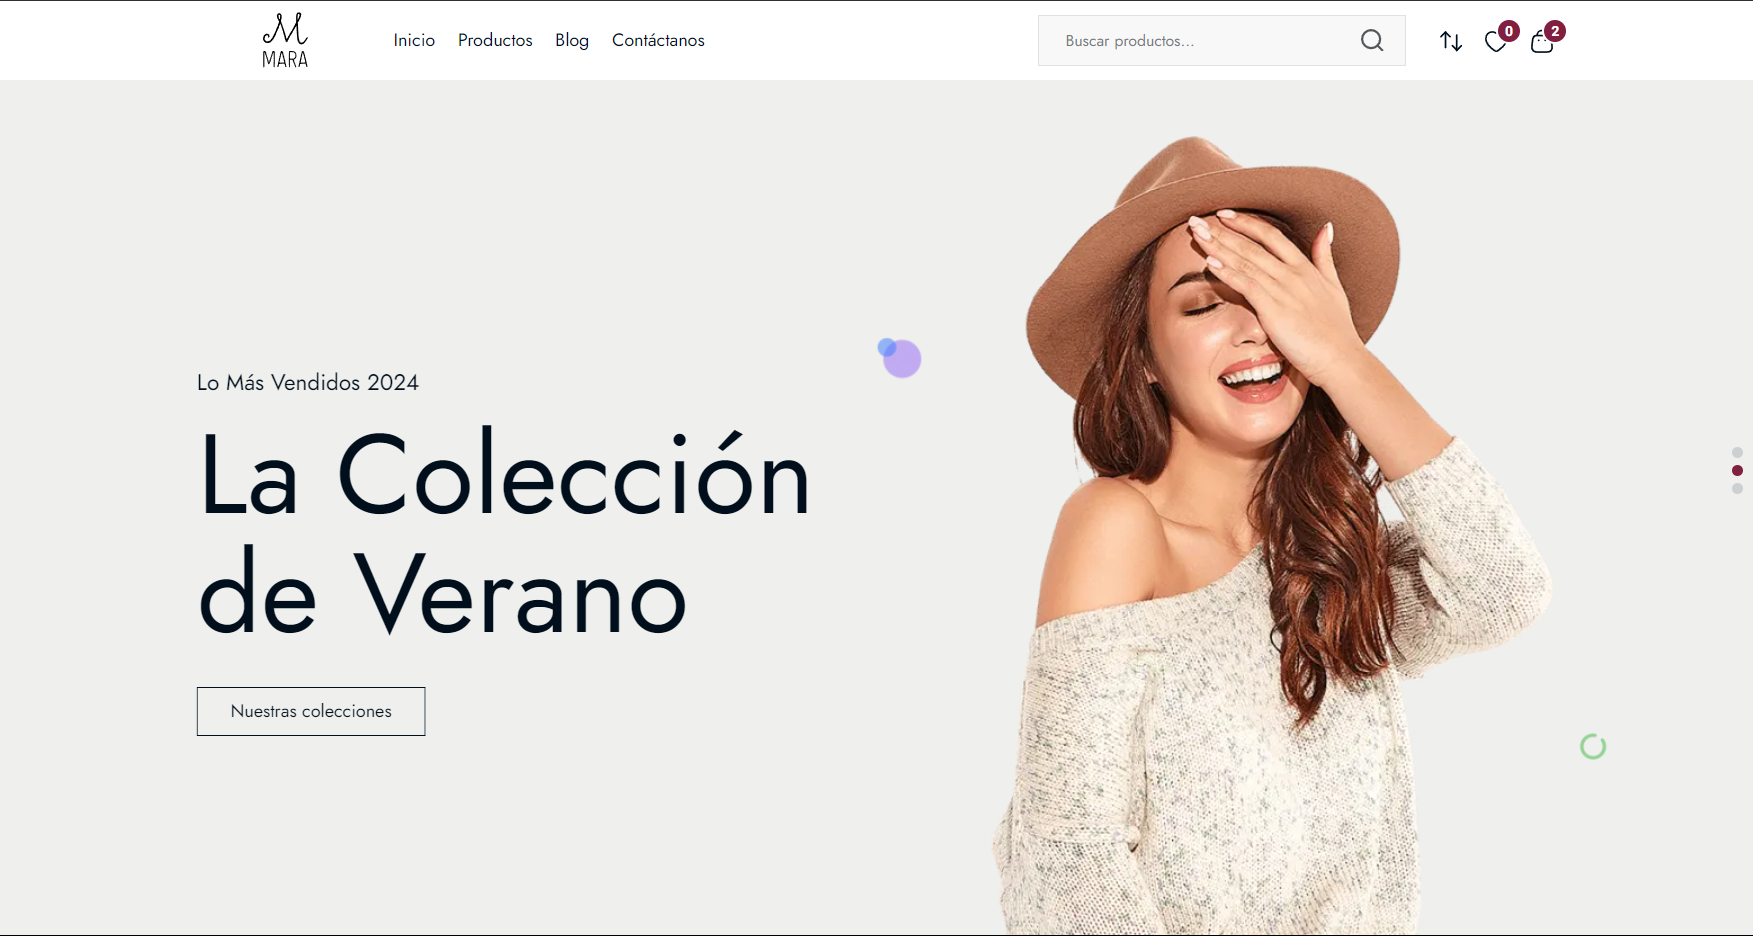 M
MARA
Inicio Productos Blog Contáctanos
Buscar productos...
0
2
Lo Más Vendidos 2024
La Colección
de Verano
Nuestras colecciones